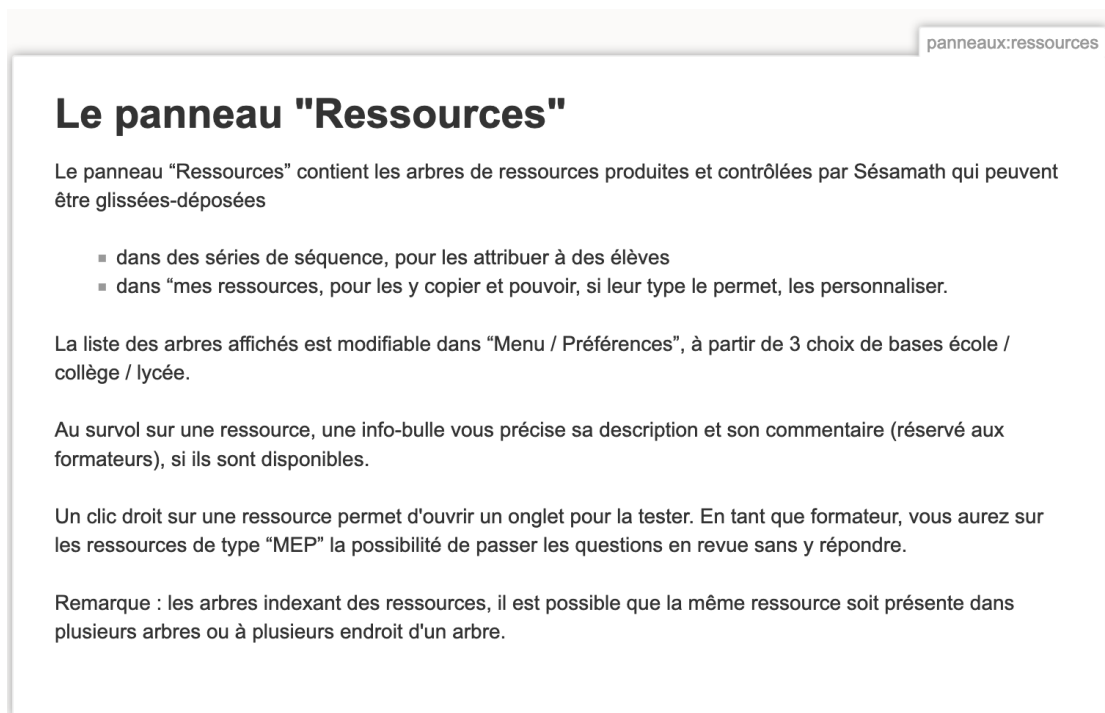 panneaux:ressources
Le panneau "Ressources"
Le panneau “Ressources” contient les arbres de ressources produites et contrôlées par Sésamath qui peuvent
être glissées-déposées
dans des séries de séquence, pour les attribuer à des élèves
dans “mes ressources, pour les y copier et pouvoir, si leur type le permet, les personnaliser.
La liste des arbres affichés est modifiable dans “Menu / Préférences”, à partir de 3 choix de bases école /
collège / lycée.
Au survol sur une ressource, une info-bulle vous précise sa description et son commentaire (réservé aux
formateurs), si ils sont disponibles.
Un clic droit sur une ressource permet d'ouvrir un onglet pour la tester. En tant que formateur, vous aurez sur
les ressources de type “MEP” la possibilité de passer les questions en revue sans y répondre.
Remarque : les arbres indexant des ressources, il est possible que la même ressource soit présente dans
plusieurs arbres ou à plusieurs endroit d'un arbre.